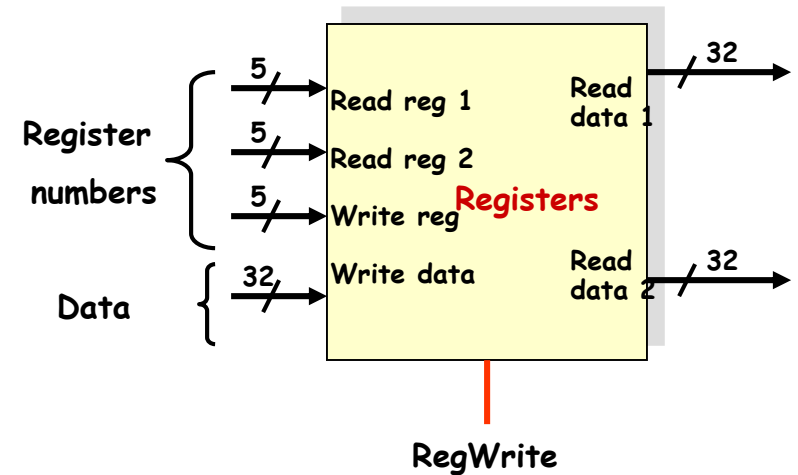 Register
numbers
Data
5
5
5
32
Read reg 1
Read reg 2
Write reg
Write data
Registers
Read
data 1
Read
data 2
32
32
RegWrite